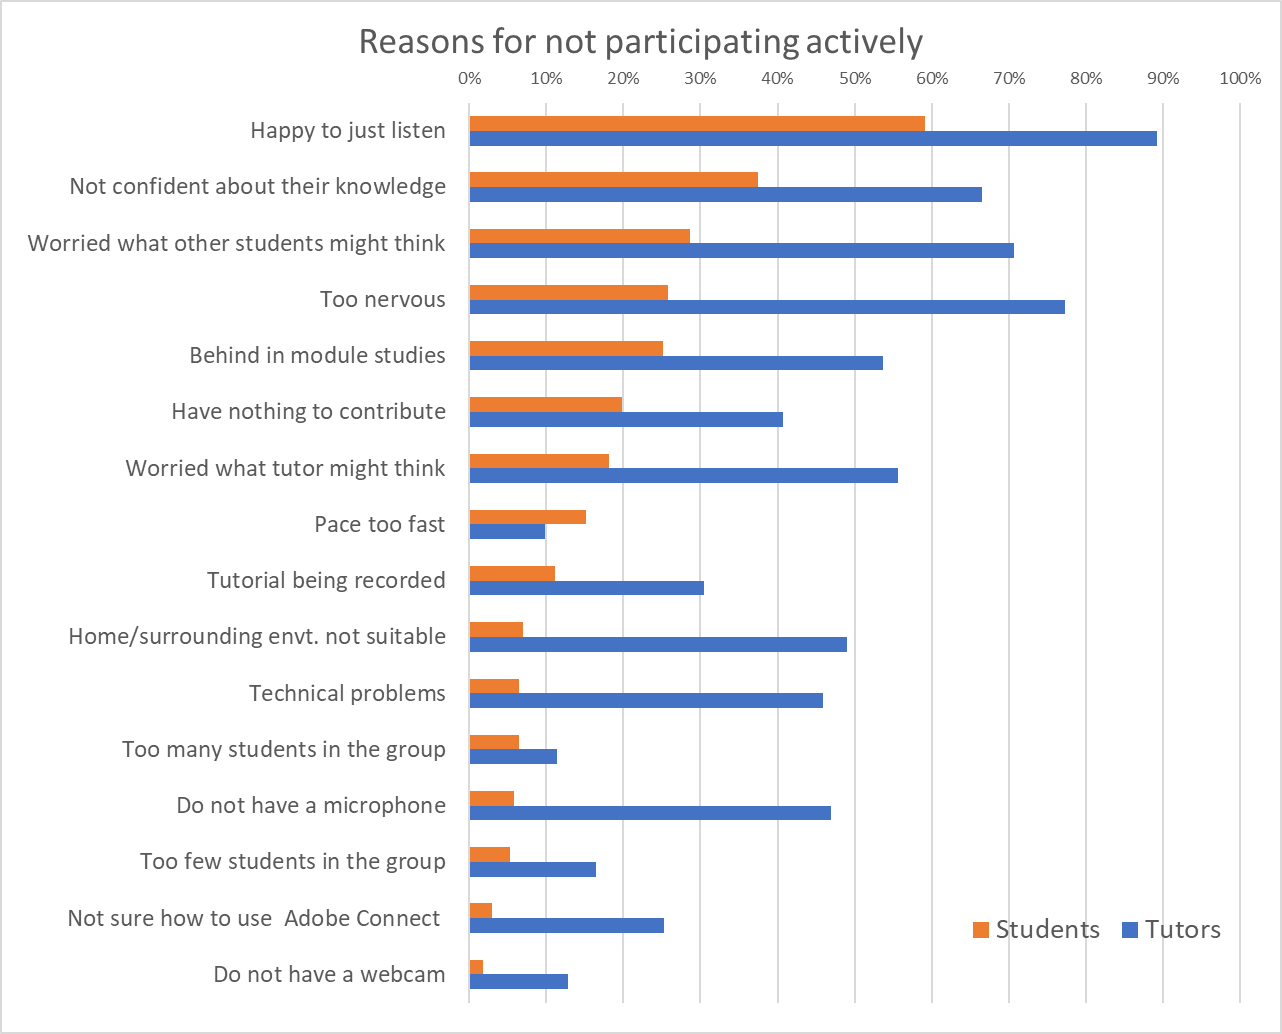 Reasons for not participating actively
0% 10% 20% 30% 40% 50% 60% 70% 80% 90% 100%
Happy to just listen
Not confident about their knowledge
Worried what other students might think
Too nervous
Behind in module studies
Have nothing to contribute
Worried what tutor might think
Pace too fast
Tutorial being recorded
Home/surrounding envt. not suitable
Technical problems
Too many students in the group
Do not have a microphone
Too few students in the group
Not sure how to use  Adobe Connect
Students Tutors
Do not have a webcam